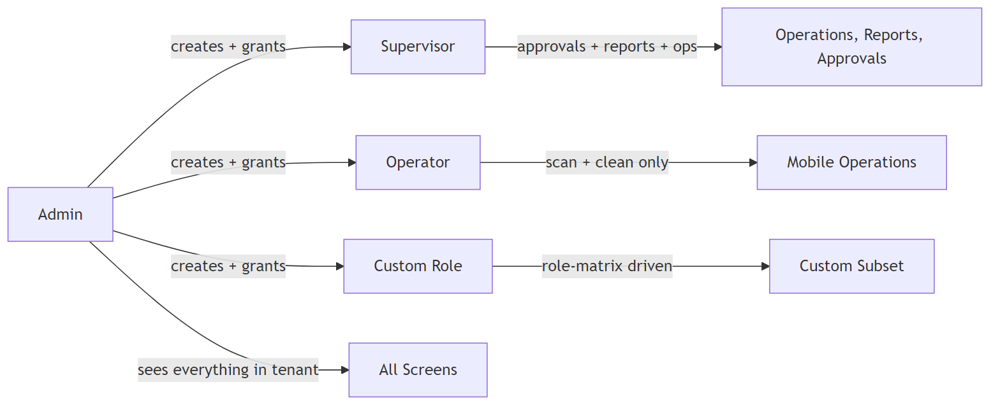 creates + grants
Supervisor
approvals + reports + ops
Operations, Reports,
Approvals
creates + grants
Operator
scan + clean only
Mobile Operations
Admin
creates + grants
Custom Role
role-matrix driven
Custom Subset
sees everything in tenant
All Screens